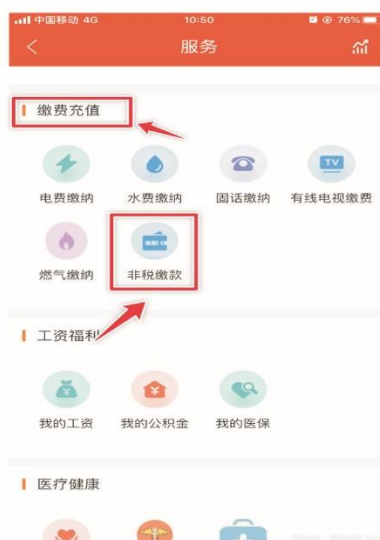 中国移动 4G 10:50 76%
服务
缴费充值
电费缴纳 水费缴纳 固话缴纳 有线电视缴费
TV
燃气缴纳 非税缴款
工资福利
我的工资 我的公积金 我的医保
医疗健康